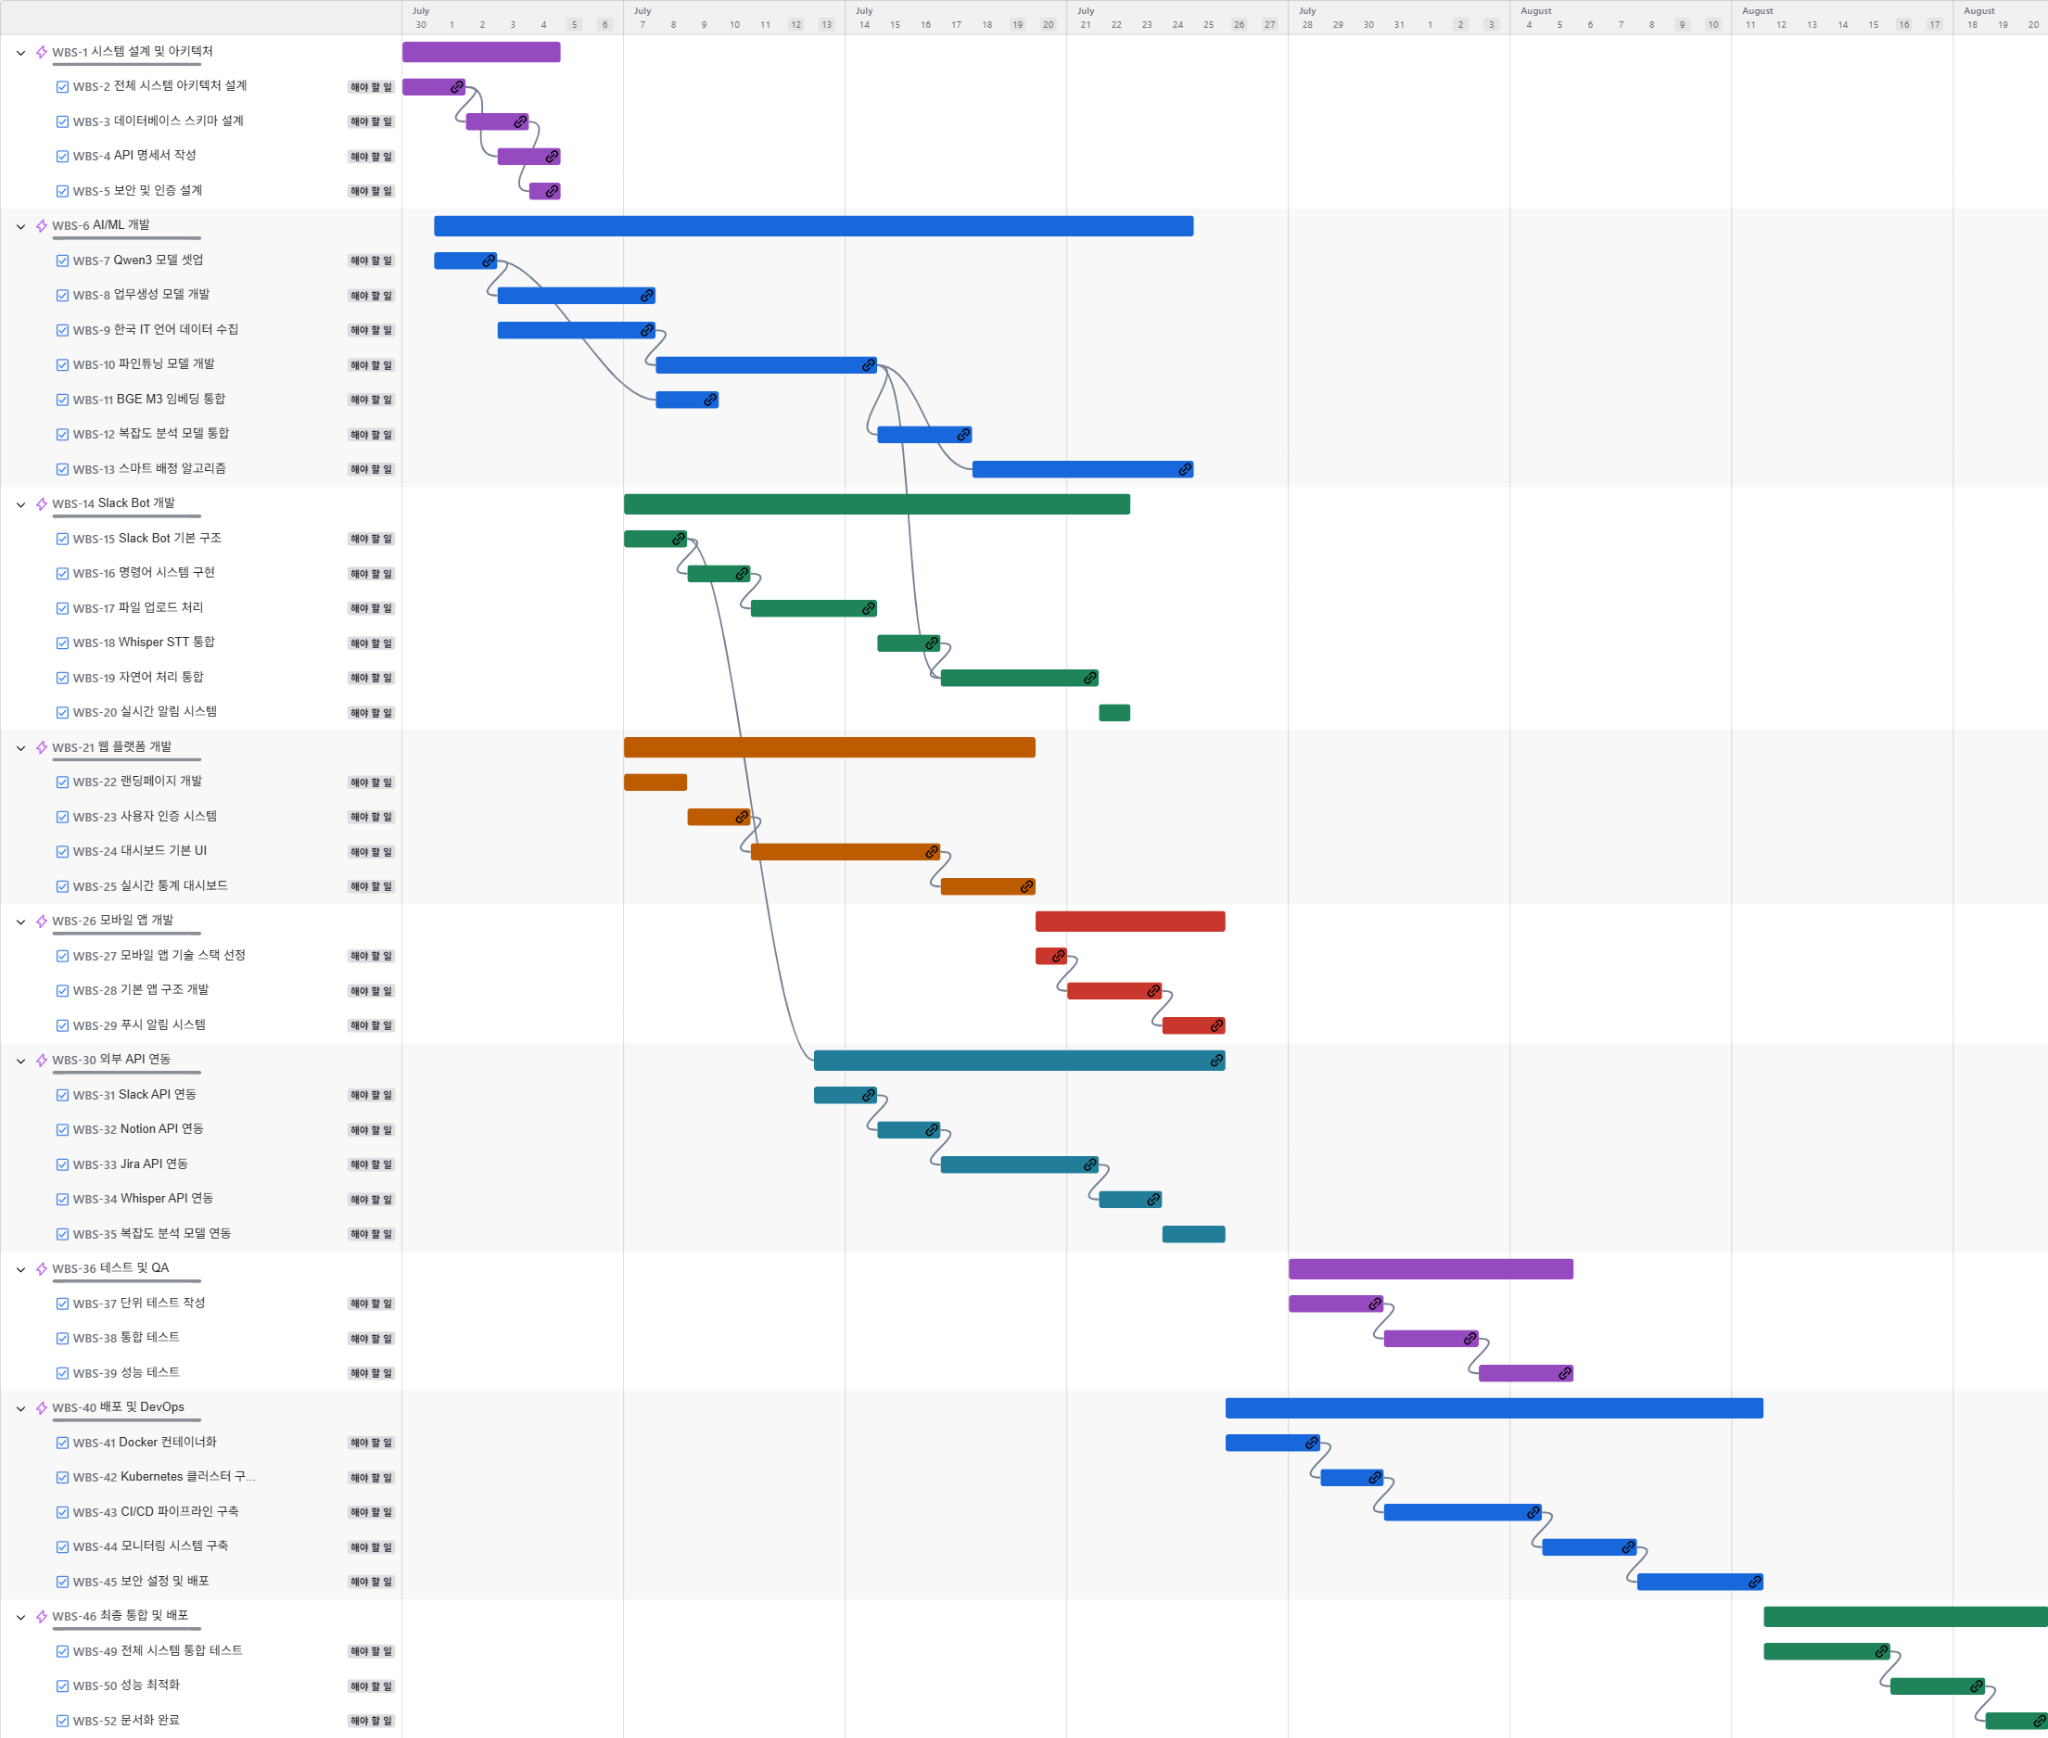 July July July July July August August August
30 1 2 3 4 5 6 7 8 9 10 11 12 13 14 15 16 17 18 19 20 21 22 23 24 25 26 27 28 29 30 31 1 2 3 4 5 6 7 8 9 10 11 12 13 14 15 16 17 18 19 20
WBS-1 시스템 설계 및 아키텍처
WBS-2 전체 시스템 아키텍처 설계 해야 할 일
WBS-3 데이터베이스 스키마 설계 해야 할 일
WBS-4 API 명세서 작성 해야 할 일
WBS-5 보안 및 인증 설계 해야 할 일
WBS-6 AI/ML 개발
WBS-7 Qwen3 모델 셋업 해야 할 일
WBS-8 업무생성 모델 개발 해야 할 일
WBS-9 한국 IT 언어 데이터 수집 해야 할 일
WBS-10 파인튜닝 모델 개발 해야 할 일
WBS-11 BGE M3 임베딩 통합 해야 할 일
WBS-12 복잡도 분석 모델 통합 해야 할 일
WBS-13 스마트 배정 알고리즘 해야 할 일
WBS-14 Slack Bot 개발
WBS-15 Slack Bot 기본 구조 해야 할 일
WBS-16 명령어 시스템 구현 해야 할 일
WBS-17 파일 업로드 처리 해야 할 일
WBS-18 Whisper STT 통합 해야 할 일
WBS-19 자연어 처리 통합 해야 할 일
WBS-20 실시간 알림 시스템 해야 할 일
WBS-21 웹 플랫폼 개발
WBS-22 랜딩페이지 개발 해야 할 일
WBS-23 사용자 인증 시스템 해야 할 일
WBS-24 대시보드 기본 UI 해야 할 일
WBS-25 실시간 통계 대시보드 해야 할 일
WBS-26 모바일 앱 개발
WBS-27 모바일 앱 기술 스택 선정 해야 할 일
WBS-28 기본 앱 구조 개발 해야 할 일
WBS-29 푸시 알림 시스템 해야 할 일
WBS-30 외부 API 연동
WBS-31 Slack API 연동 해야 할 일
WBS-32 Notion API 연동 해야 할 일
WBS-33 Jira API 연동 해야 할 일
WBS-34 Whisper API 연동 해야 할 일
WBS-35 복잡도 분석 모델 연동 해야 할 일
WBS-36 테스트 및 QA
WBS-37 단위 테스트 작성 해야 할 일
WBS-38 통합 테스트 해야 할 일
WBS-39 성능 테스트 해야 할 일
WBS-40 배포 및 DevOps
WBS-41 Docker 컨테이너화 해야 할 일
WBS-42 Kubernetes 클러스터 구... 해야 할 일
WBS-43 CI/CD 파이프라인 구축 해야 할 일
WBS-44 모니터링 시스템 구축 해야 할 일
WBS-45 보안 설정 및 배포 해야 할 일
WBS-46 최종 통합 및 배포
WBS-49 전체 시스템 통합 테스트 해야 할 일
WBS-50 성능 최적화 해야 할 일
WBS-52 문서화 완료 해야 할 일